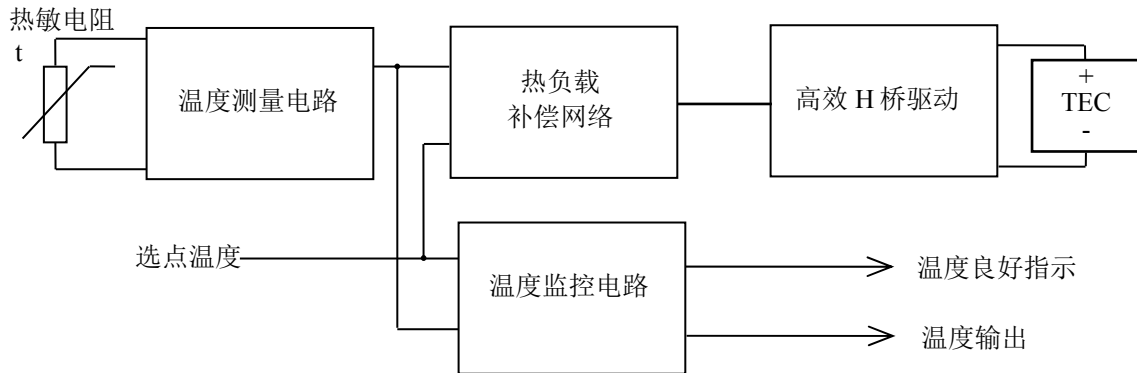 热敏电阻
t
温度测量电路
热负载
补偿网络
高效 H 桥驱动
+
TEC
-
选点温度
温度监控电路
温度良好指示
温度输出